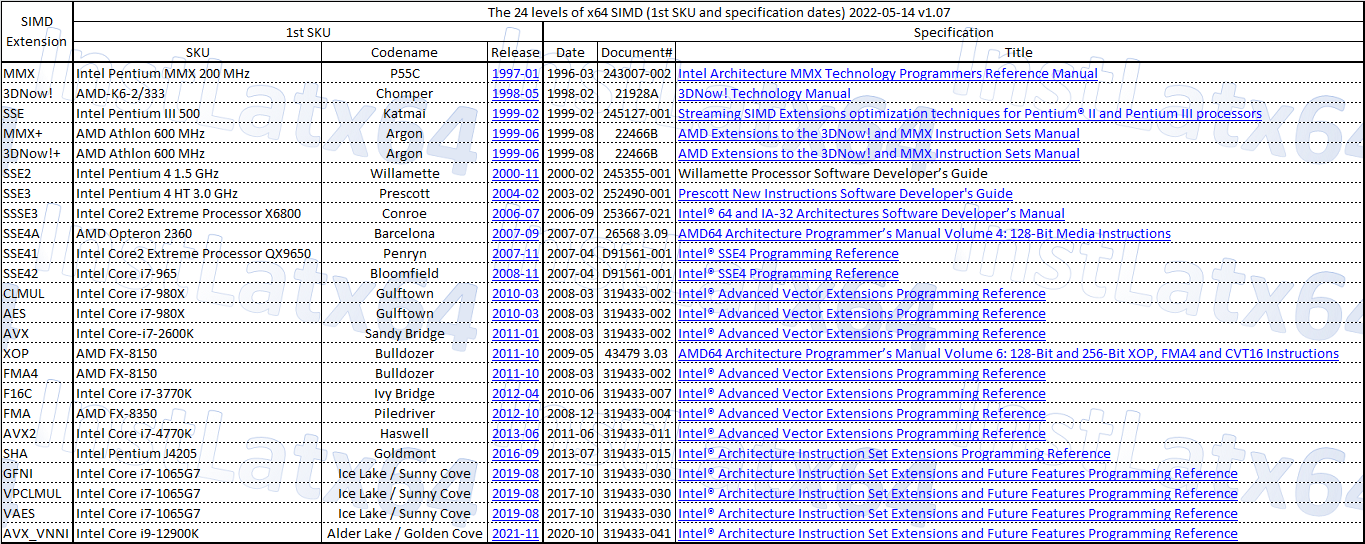 SIMD Extension The 24 levels of x64 SIMD (1st SKU and specification dates) 2022-05-14 v1.07
1st SKU Specification
SKU Codename Release Date Document# Title
MMX Intel Pentium MMX 200 MHz P55C 1997-01 1996-03 243007-002 Intel Architecture MMX Technology Programmers Reference Manual
3DNow! AMD-K6-2/333 Chomper 1998-05 1998-02 21928A 3DNow! Technology Manual
SSE Intel Pentium III 500 Katmai 1999-02 1999-02 245127-001 Streaming SIMD Extensions optimization techniques for Pentium® II and Pentium III processors
MMX+ AMD Athlon 600 MHz Argon 1999-06 1999-08 22466B AMD Extensions to the 3DNow! and MMX Instruction Sets Manual
3DNow!+ AMD Athlon 600 MHz Argon 1999-06 1999-08 22466B AMD Extensions to the 3DNow! and MMX Instruction Sets Manual
SSE2 Intel Pentium 4 1.5 GHz Willamette 2000-11 2000-02 245355-001 Willamette Processor Software Developer's Guide
SSE3 Intel Pentium 4 HT 3.0 GHz Prescott 2004-02 2003-02 252490-001 Prescott New Instructions Software Developer's Guide
SSSE3 Intel Core2 Extreme Processor X6800 Conroe 2006-07 2006-09 253667-021 Intel® 64 and IA-32 Architectures Software Developer's Manual
SSE4A AMD Opteron 2360 Barcelona 2007-09 2007-07 26568 3.09 AMD64 Architecture Programmer's Manual Volume 4: 128-Bit Media Instructions
SSE41 Intel Core2 Extreme Processor QX9650 Penryn 2007-11 2007-04 D91561-001 Intel® SSE4 Programming Reference
SSE42 Intel Core i7-965 Bloomfield 2008-11 2007-04 D91561-001 Intel® SSE4 Programming Reference
CLMUL Intel Core i7-980X Gulftown 2010-03 2008-03 319433-002 Intel® Advanced Vector Extensions Programming Reference
AES Intel Core i7-980X Gulftown 2010-03 2008-03 319433-002 Intel® Advanced Vector Extensions Programming Reference
AVX Intel Core-i7-2600K Sandy Bridge 2011-01 2008-03 319433-002 Intel® Advanced Vector Extensions Programming Reference
XOP AMD FX-8150 Bulldozer 2011-10 2009-05 43479 3.03 AMD64 Architecture Programmer's Manual Volume 6: 128-Bit and 256-Bit XOP, FMA4 and CVT16 Instructions
FMA4 AMD FX-8150 Bulldozer 2011-10 2008-03 319433-002 Intel® Advanced Vector Extensions Programming Reference
F16C Intel Core i7-3770K Ivy Bridge 2012-04 2010-06 319433-007 Intel® Advanced Vector Extensions Programming Reference
FMA AMD FX-8350 Piledriver 2012-10 2008-12 319433-004 Intel® Advanced Vector Extensions Programming Reference
AVX2 Intel Core i7-4770K Haswell 2013-06 2011-06 319433-011 Intel® Advanced Vector Extensions Programming Reference
SHA Intel Pentium J4205 Goldmont 2016-09 2013-07 319433-015 Intel® Architecture Instruction Set Extensions Programming Reference
GFNI Intel Core i7-1065G7 Ice Lake / Sunny Cove 2019-08 2017-10 319433-030 Intel® Architecture Instruction Set Extensions and Future Features Programming Reference
VPCLMUL Intel Core i7-1065G7 Ice Lake / Sunny Cove 2019-08 2017-10 319433-030 Intel® Architecture Instruction Set Extensions and Future Features Programming Reference
VAES Intel Core i7-1065G7 Ice Lake / Sunny Cove 2019-08 2017-10 319433-030 Intel® Architecture Instruction Set Extensions and Future Features Programming Reference
AVX_VNNI Intel Core i9-12900K Alder Lake / Golden Cove 2021-11 2020-10 319433-041 Intel® Architecture Instruction Set Extensions and Future Features Programming Reference
InstLatx64